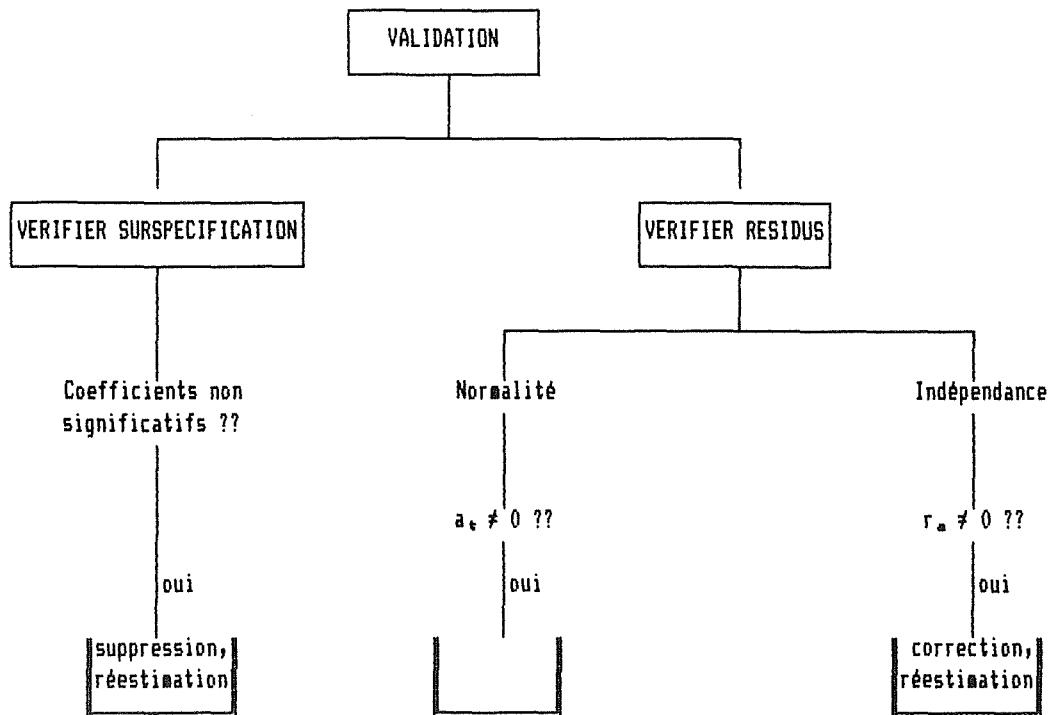 VALIDATION
VERIFIER SURSPECIFICATION
VERIFIER RESIDUS
Coefficients non
significatifs ??
Normalité
Indépendance
aₜ ≠ 0 ??
rₐ ≠ 0 ??
oui
oui
oui
suppression,
réestimation
correction,
réestimation